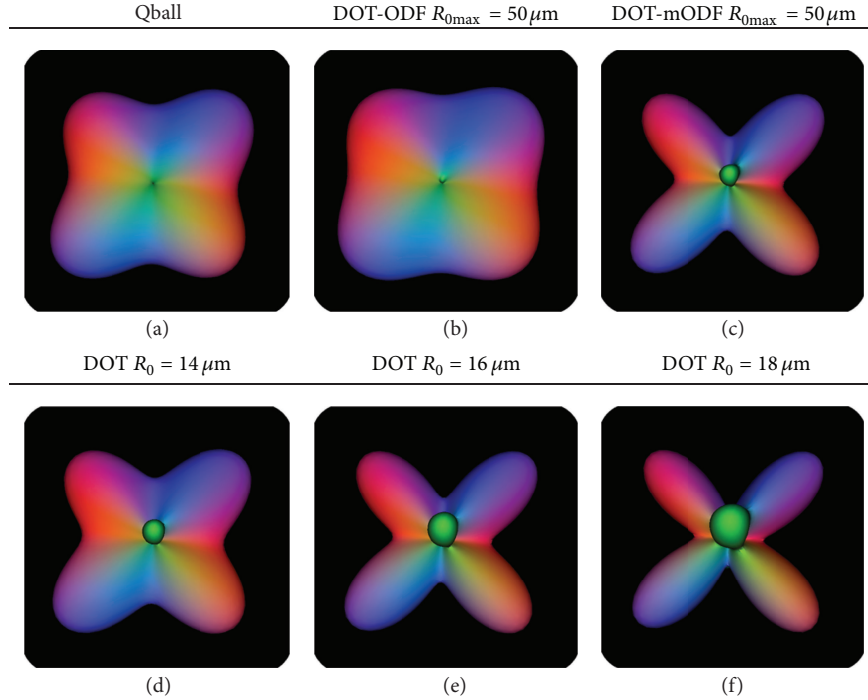 Qball
DOT-ODF R0max = 50 μm
DOT-mODF R0max = 50 μm
(a)
(b)
(c)
DOT R0 = 14 μm
DOT R0 = 16 μm
DOT R0 = 18 μm
(d)
(e)
(f)